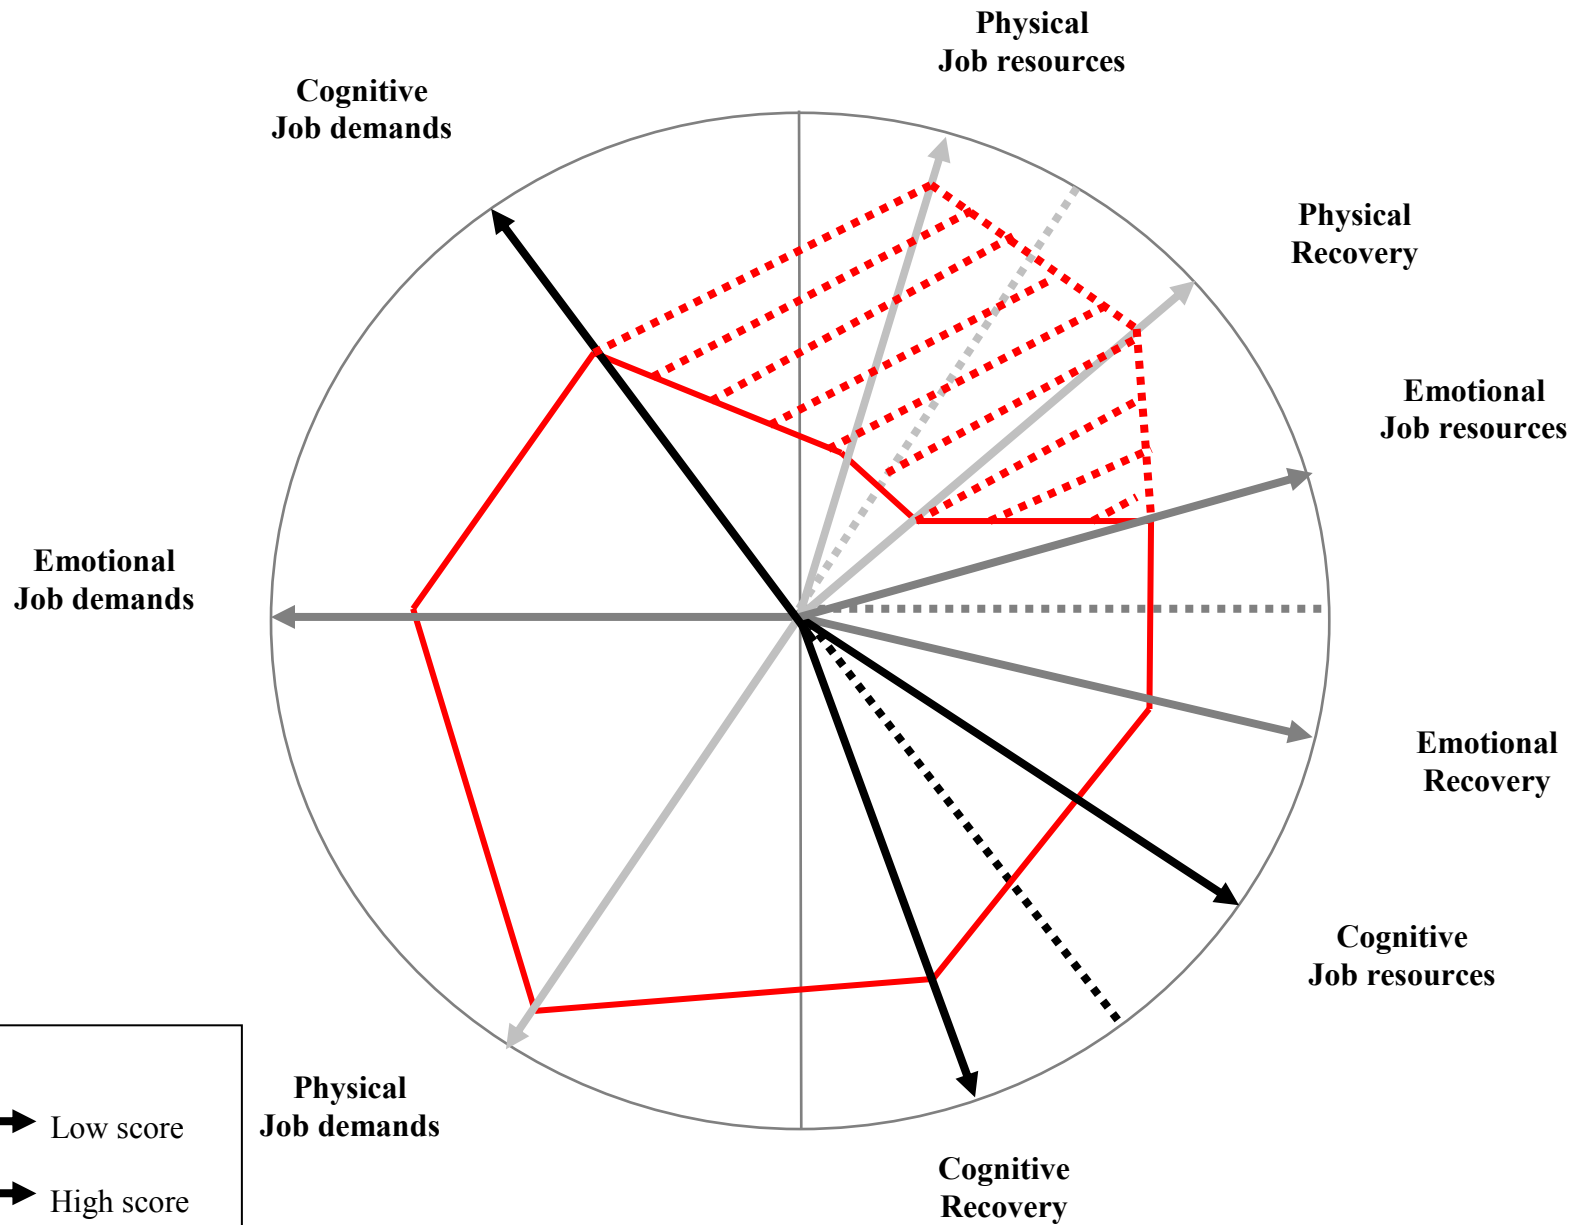 Physical
Job resources
Cognitive
Job demands
Physical
Recovery
Emotional
Job resources
Emotional
Job demands
Emotional
Recovery
Cognitive
Job resources
Physical
Job demands
Low score
High score
Cognitive
Recovery